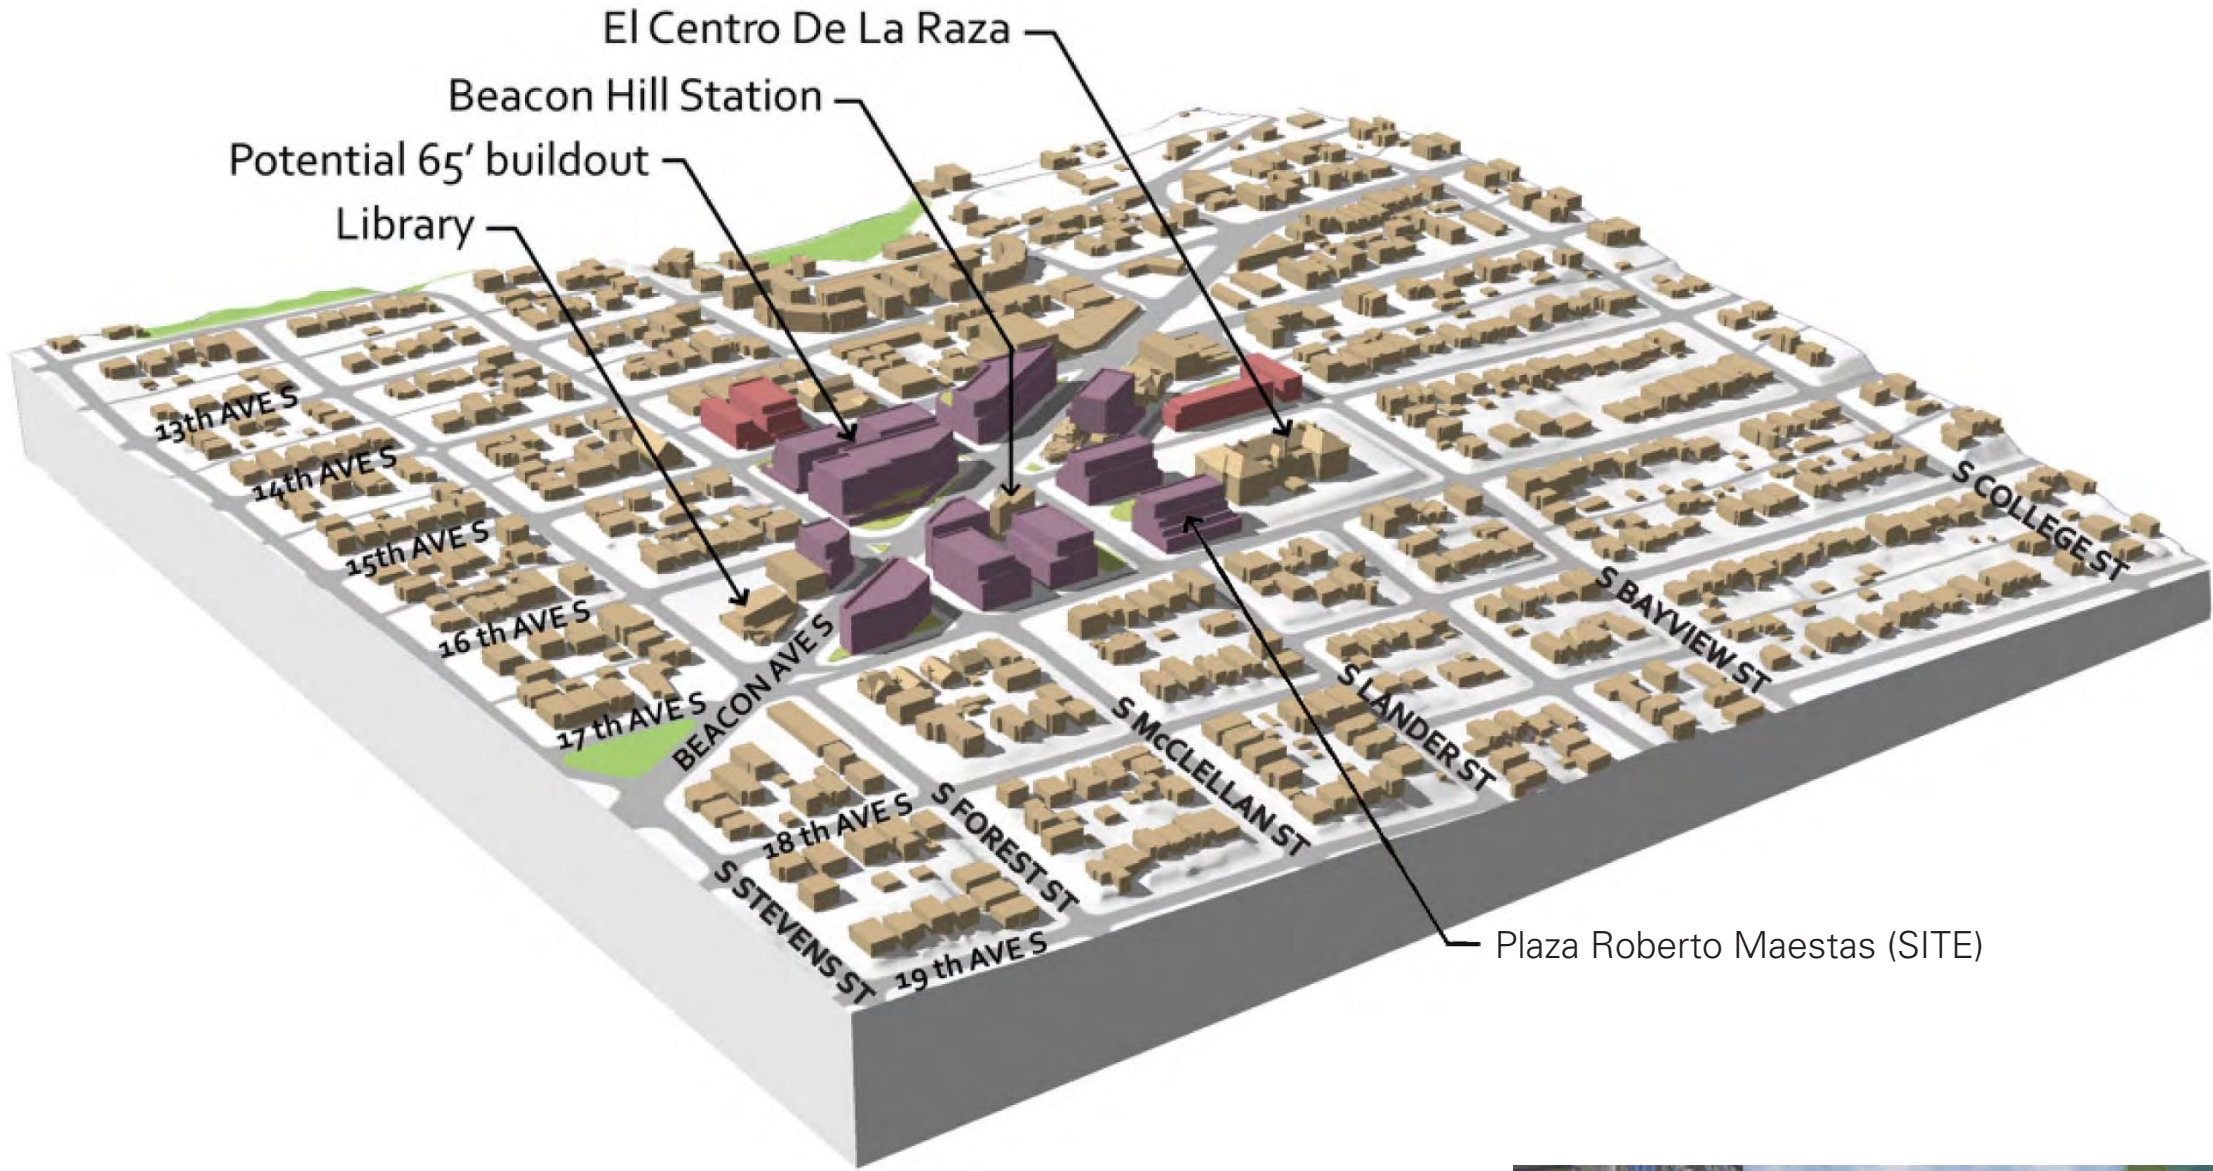 El Centro De La Raza
Beacon Hill Station
Potential 65' buildout
Library
13th AVE S
14th AVE S
15th AVE S
16 th AVE S
17 th AVE S
BEACON AVE S
18 th AVE S
19 th AVE S
S STEVENS ST
S FOREST ST
S McCLELLAN ST
S LANDER ST
S BAYVIEW ST
S COLLEGE ST
Plaza Roberto Maestas (SITE)